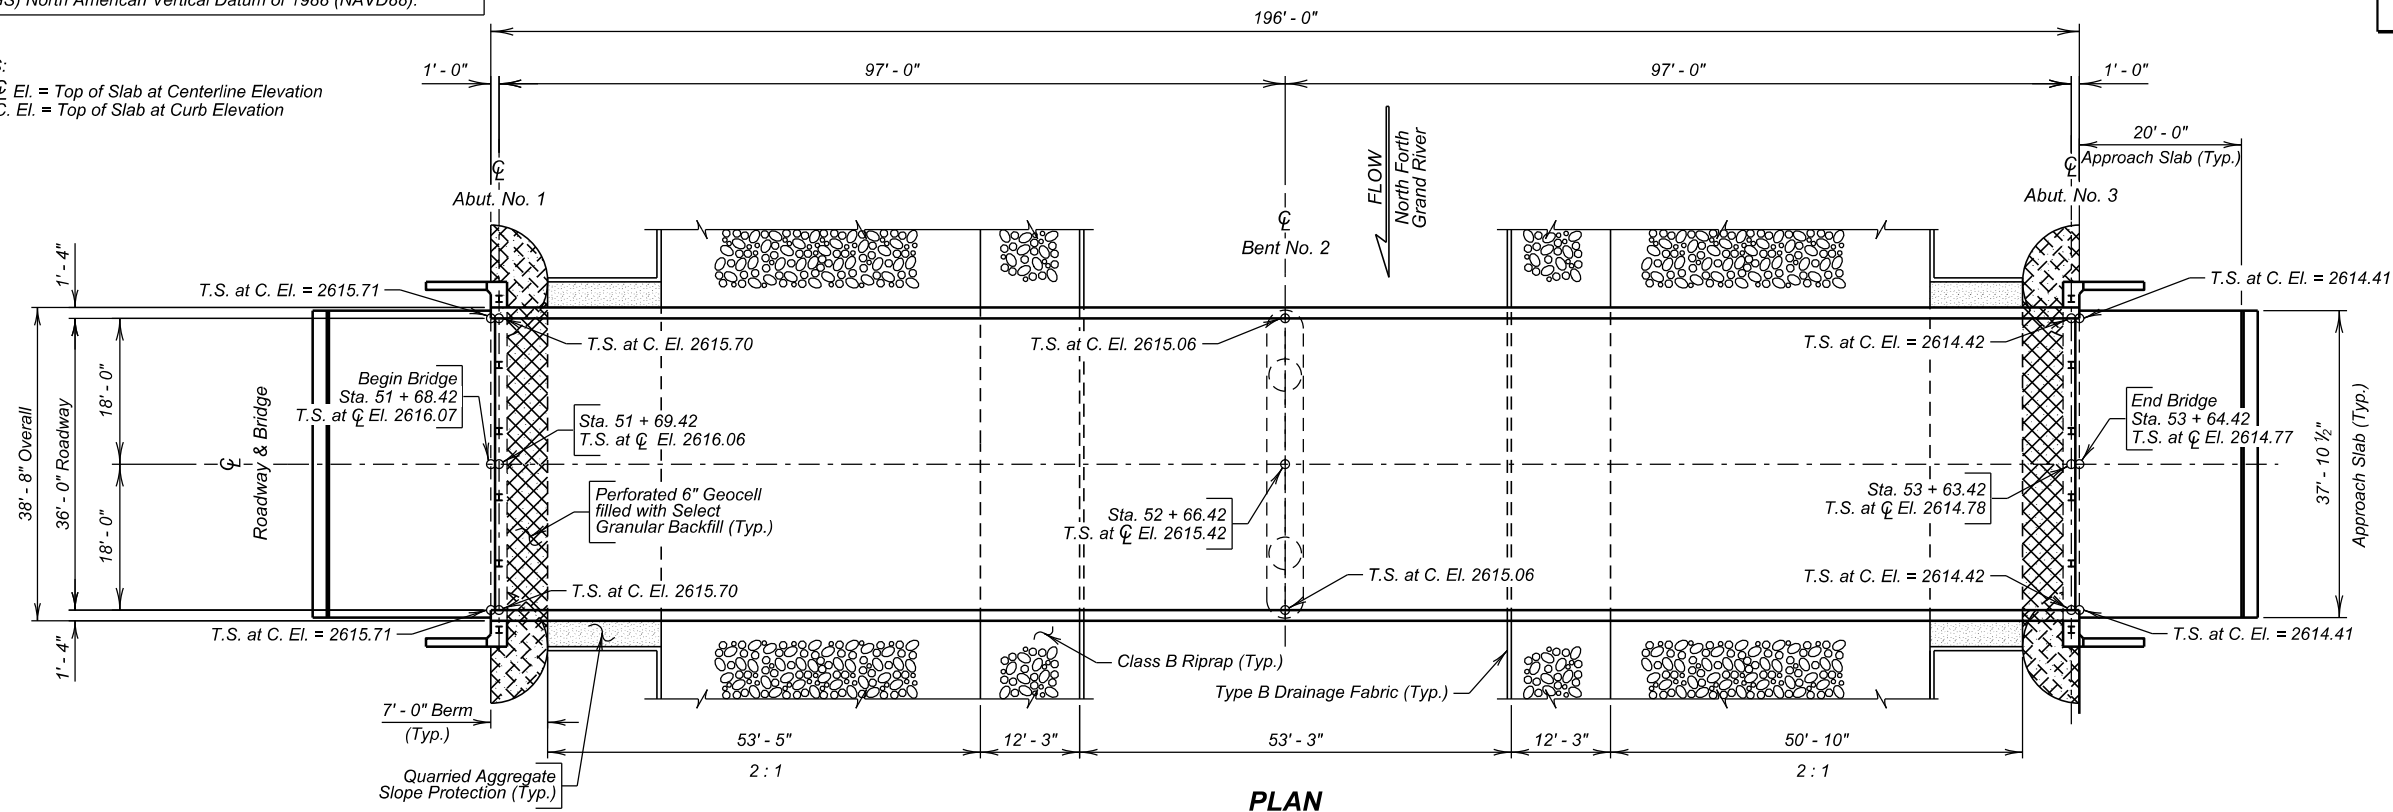 North American Vertical Datum of 1988 (NAVD88).
196' - 0"
1' - 0"
97' - 0"
97' - 0"
1' - 0"
℄ El. = Top of Slab at Centerline Elevation
C. El. = Top of Slab at Curb Elevation
20' - 0"
Approach Slab (Typ.)
℄
Abut. No. 1
℄
Bent No. 2
FLOW
North Forth
Grand River
℄
Abut. No. 3
1' - 4"
T.S. at C. El. = 2615.71
T.S. at C. El. = 2614.41
T.S. at C. El. 2615.70
T.S. at C. El. 2615.06
T.S. at C. El. = 2614.42
38' - 8" Overall
36' - 0" Roadway
18' - 0"
18' - 0"
℄
Roadway & Bridge
Begin Bridge
Sta. 51 + 68.42
T.S. at ℄ El. 2616.07
Sta. 51 + 69.42
T.S. at ℄ El. 2616.06
Perforated 6" Geocell
filled with Select
Granular Backfill (Typ.)
Sta. 52 + 66.42
T.S. at ℄ El. 2615.42
Sta. 53 + 63.42
T.S. at ℄ El. 2614.78
End Bridge
Sta. 53 + 64.42
T.S. at ℄ El. 2614.77
37' - 10 ½"
Approach Slab (Typ.)
T.S. at C. El. 2615.70
T.S. at C. El. 2615.06
T.S. at C. El. = 2614.42
1' - 4"
T.S. at C. El. = 2615.71
T.S. at C. El. = 2614.41
Class B Riprap (Typ.)
Type B Drainage Fabric (Typ.)
7' - 0" Berm
(Typ.)
53' - 5"
2 : 1
12' - 3"
53' - 3"
12' - 3"
50' - 10"
2 : 1
Quarried Aggregate
Slope Protection (Typ.)
PLAN